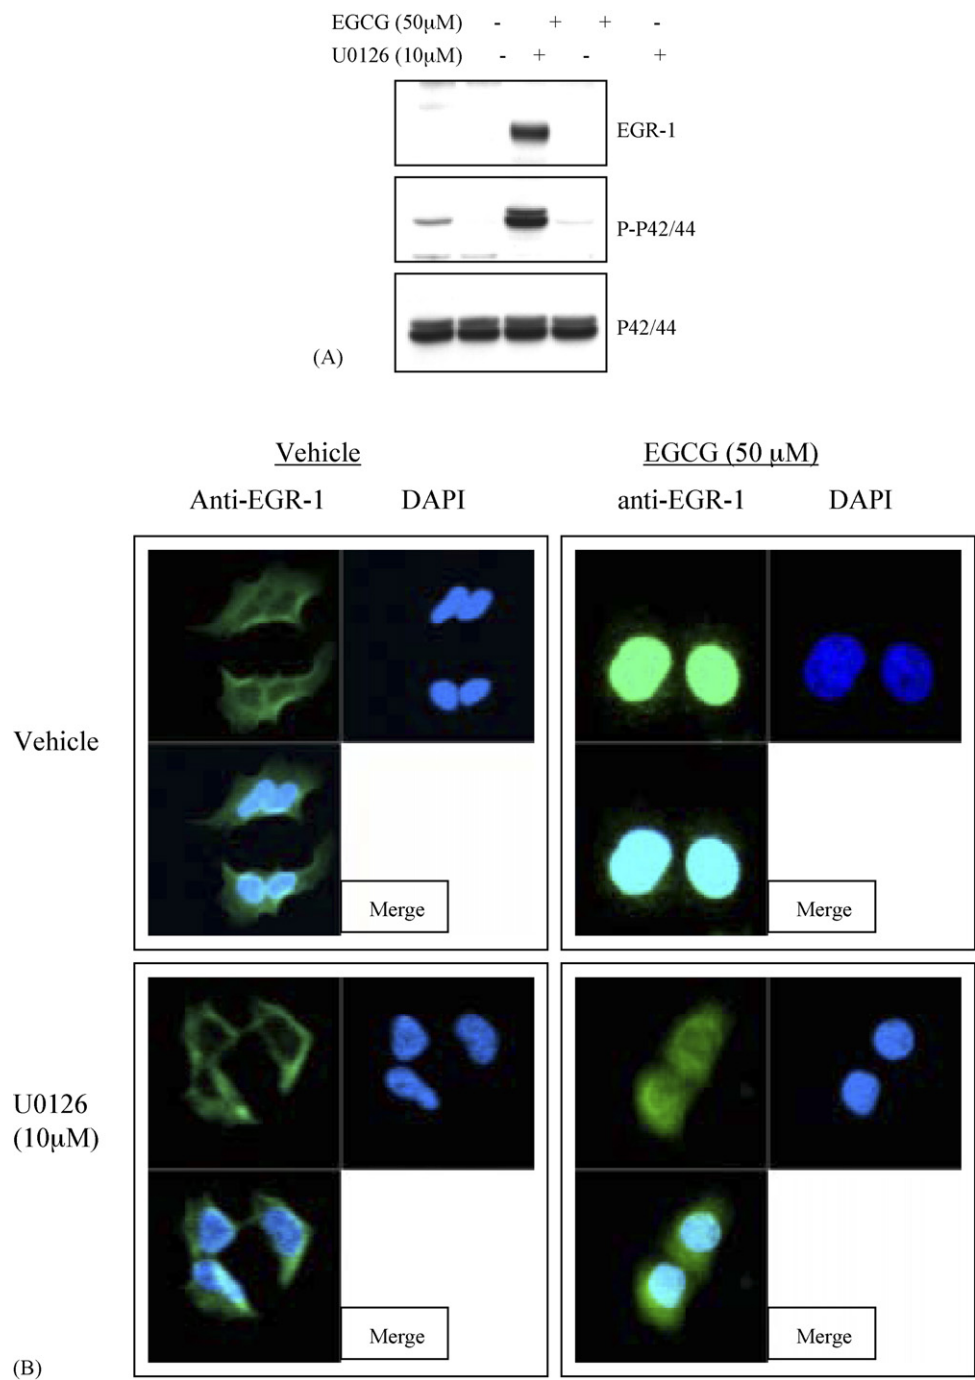 EGCG (50µM) - + + -
U0126 (10µM) - + - +
EGR-1
P-P42/44
P42/44
(A)
Vehicle EGCG (50 µM)
Anti-EGR-1 DAPI anti-EGR-1 DAPI
Vehicle
Merge Merge
U0126
(10µM)
Merge Merge
(B)